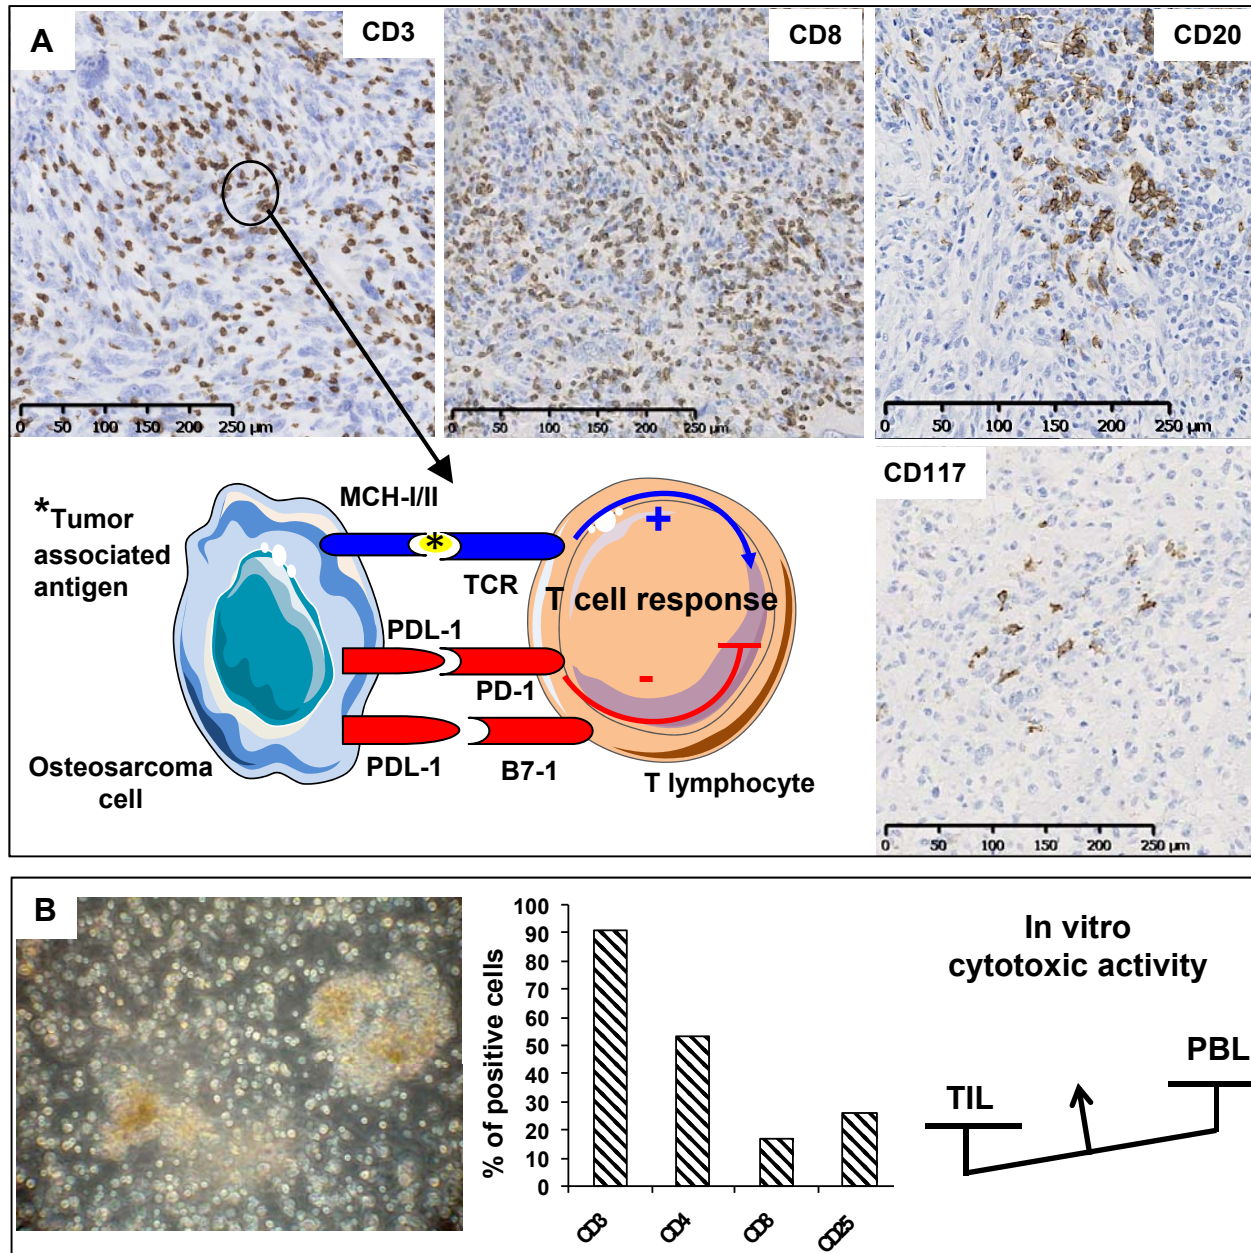 A
CD3
CD8
CD20
0 50 100 150 200 250 µm
0 50 100 150 200 250 µm
0 50 100 150 200 250 µm
CD117
0 50 100 150 200 250 µm
*Tumor
associated
antigen
MCH-I/II
*
TCR
+
T cell response
PDL-1
PD-1
-
PDL-1
B7-1
Osteosarcoma
cell
T lymphocyte
B
% of positive cells
100
90
80
70
60
50
40
30
20
10
0
CD3
CD4
CD8
CD25
In vitro
cytotoxic activity
PBL
TIL